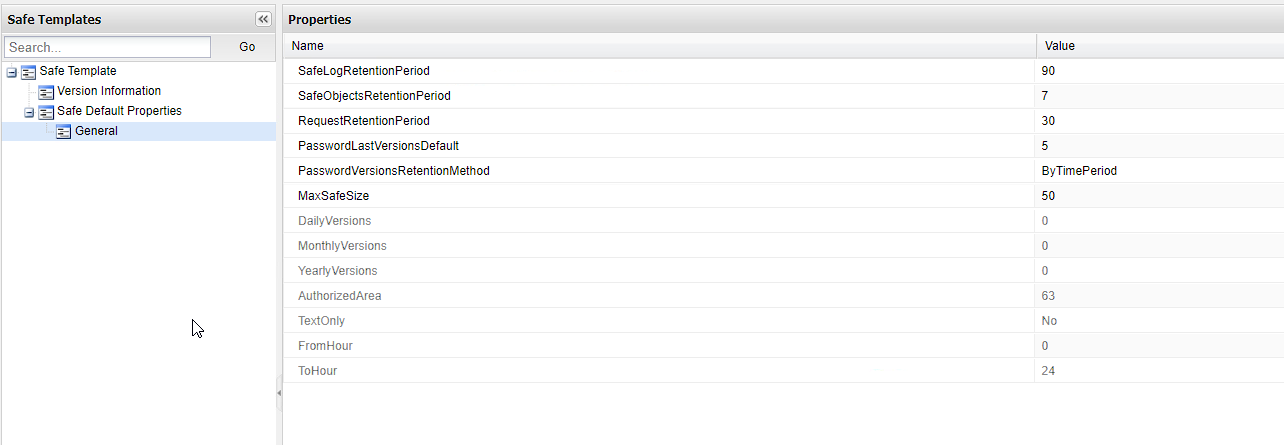 Safe Templates
Search...
Go
Safe Template
Version Information
Safe Default Properties
General
Properties
Name Value
SafeLogRetentionPeriod 90
SafeObjectsRetentionPeriod 7
RequestRetentionPeriod 30
PasswordLastVersionsDefault 5
PasswordVersionsRetentionMethod ByTimePeriod
MaxSafeSize 50
DailyVersions 0
MonthlyVersions 0
YearlyVersions 0
AuthorizedArea 63
TextOnly No
FromHour 0
ToHour 24